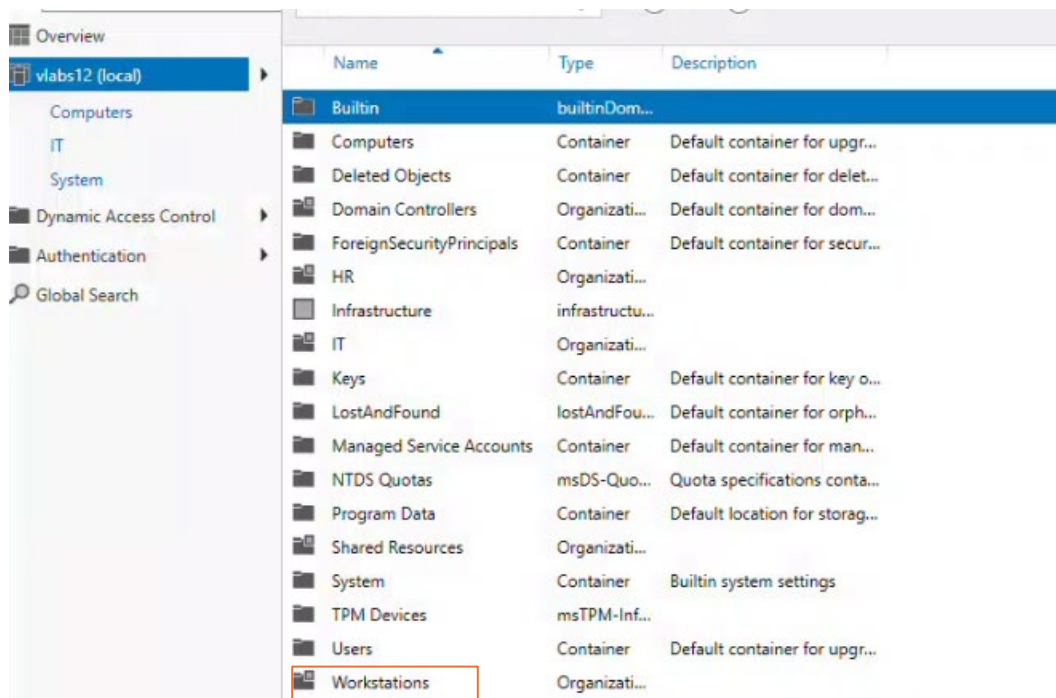 Overview
vlabs12 (local)
Computers
IT
System
Dynamic Access Control
Authentication
Global Search
Name Type Description
Builtin builtinDom...
Computers Container Default container for upgr...
Deleted Objects Container Default container for delet...
Domain Controllers Organizati... Default container for dom...
ForeignSecurityPrincipals Container Default container for secur...
HR Organizati...
Infrastructure infrastructu...
IT Organizati...
Keys Container Default container for key o...
LostAndFound lostAndFou... Default container for orph...
Managed Service Accounts Container Default container for man...
NTDS Quotas msDS-Quo... Quota specifications conta...
Program Data Container Default location for storag...
Shared Resources Organizati...
System Container Builtin system settings
TPM Devices msTPM-Inf...
Users Container Default container for upgr...
Workstations Organizati...